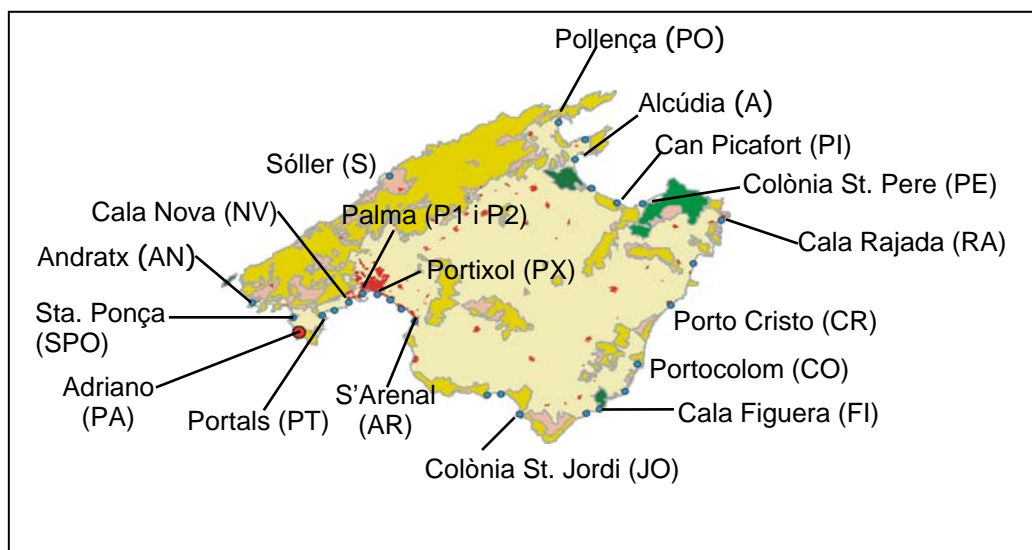 Pollença (PO)
Alcúdia (A)
Can Picafort (PI)
Sóller (S)
Colònia St. Pere (PE)
Cala Nova (NV)
Palma (P1 i P2)
Cala Rajada (RA)
Andratx (AN)
Portixol (PX)
Sta. Ponça
(SPO)
Porto Cristo (CR)
Adriano
(PA)
Portals (PT)
S'Arenal
(AR)
Portocolom (CO)
Cala Figuera (FI)
Colònia St. Jordi (JO)